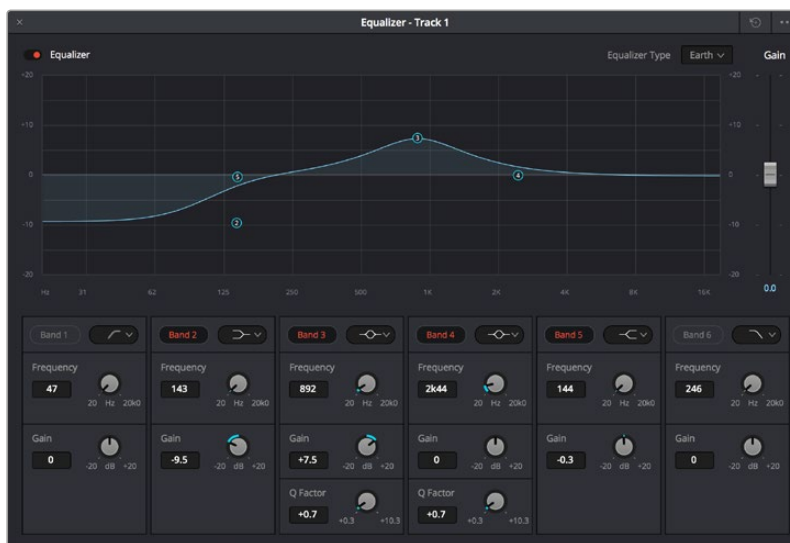 Equalizer - Track 1
Equalizer
Equalizer Type Earth Gain
+20 +20
+10 +10
0 0
-10 -10
-20 -20
5 2 3 4
Hz 31 62 125 250 500 1K 2K 4K 8K 16K 0.0
Band 1 Band 2 Band 3 Band 4 Band 5 Band 6
Frequency Frequency Frequency Frequency Frequency Frequency
47 143 892 2k44 144 246
20 Hz 20k0 20 Hz 20k0 20 Hz 20k0 20 Hz 20k0 20 Hz 20k0 20 Hz 20k0
Gain Gain Gain Gain Gain Gain
0 -9.5 +7.5 0 -0.3 0
-20 dB +20 -20 dB +20 -20 dB +20 -20 dB +20 -20 dB +20 -20 dB +20
Q Factor Q Factor
+0.7 +0.7
+0.3 +10.3 +0.3 +10.3